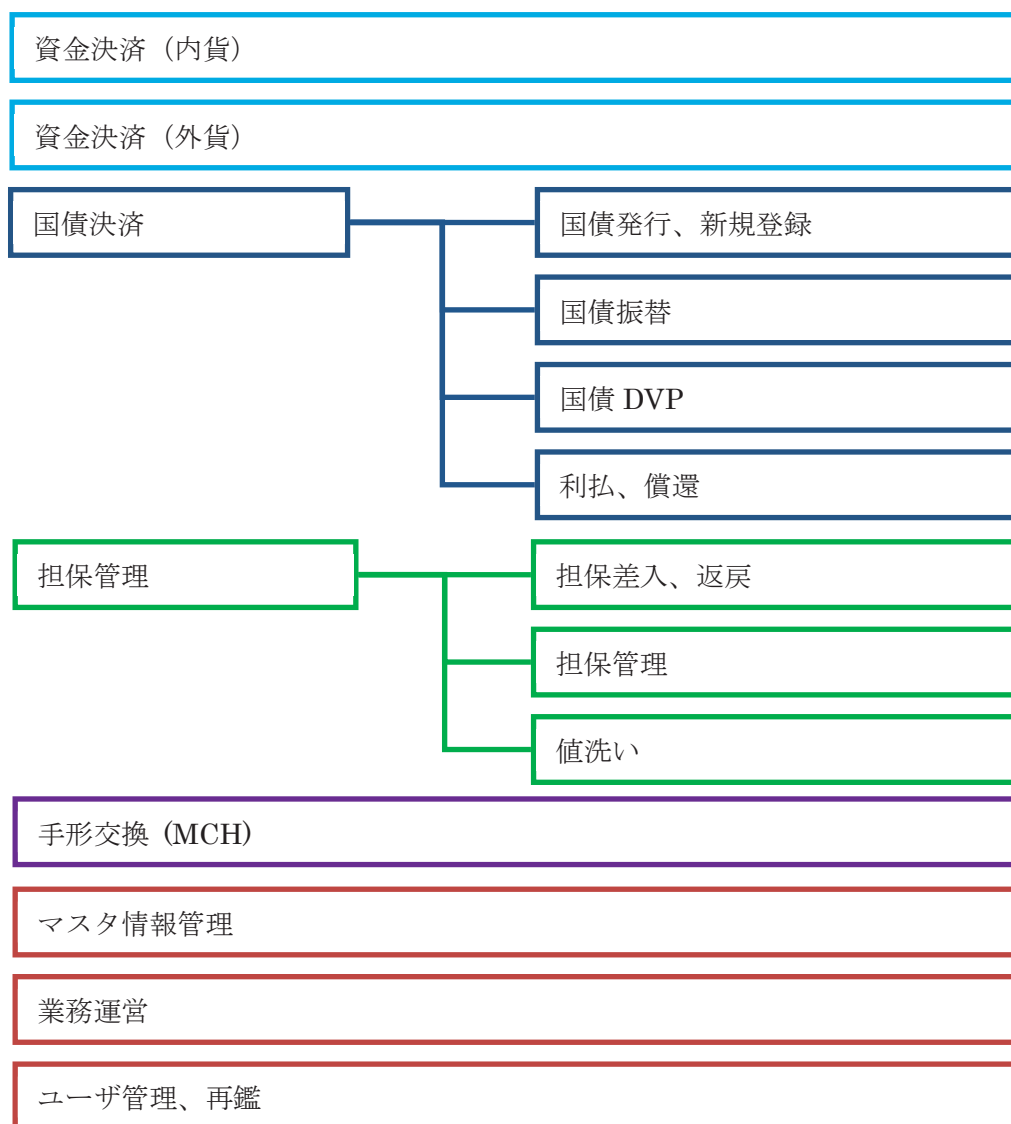 資金決済（内貨）
資金決済（外貨）
国債決済
国債発行、新規登録
国債振替
国債 DVP
利払、償還
担保管理
担保差入、返戻
担保管理
値洗い
手形交換 (MCH)
マスタ情報管理
業務運営
ユーザ管理、再鑑